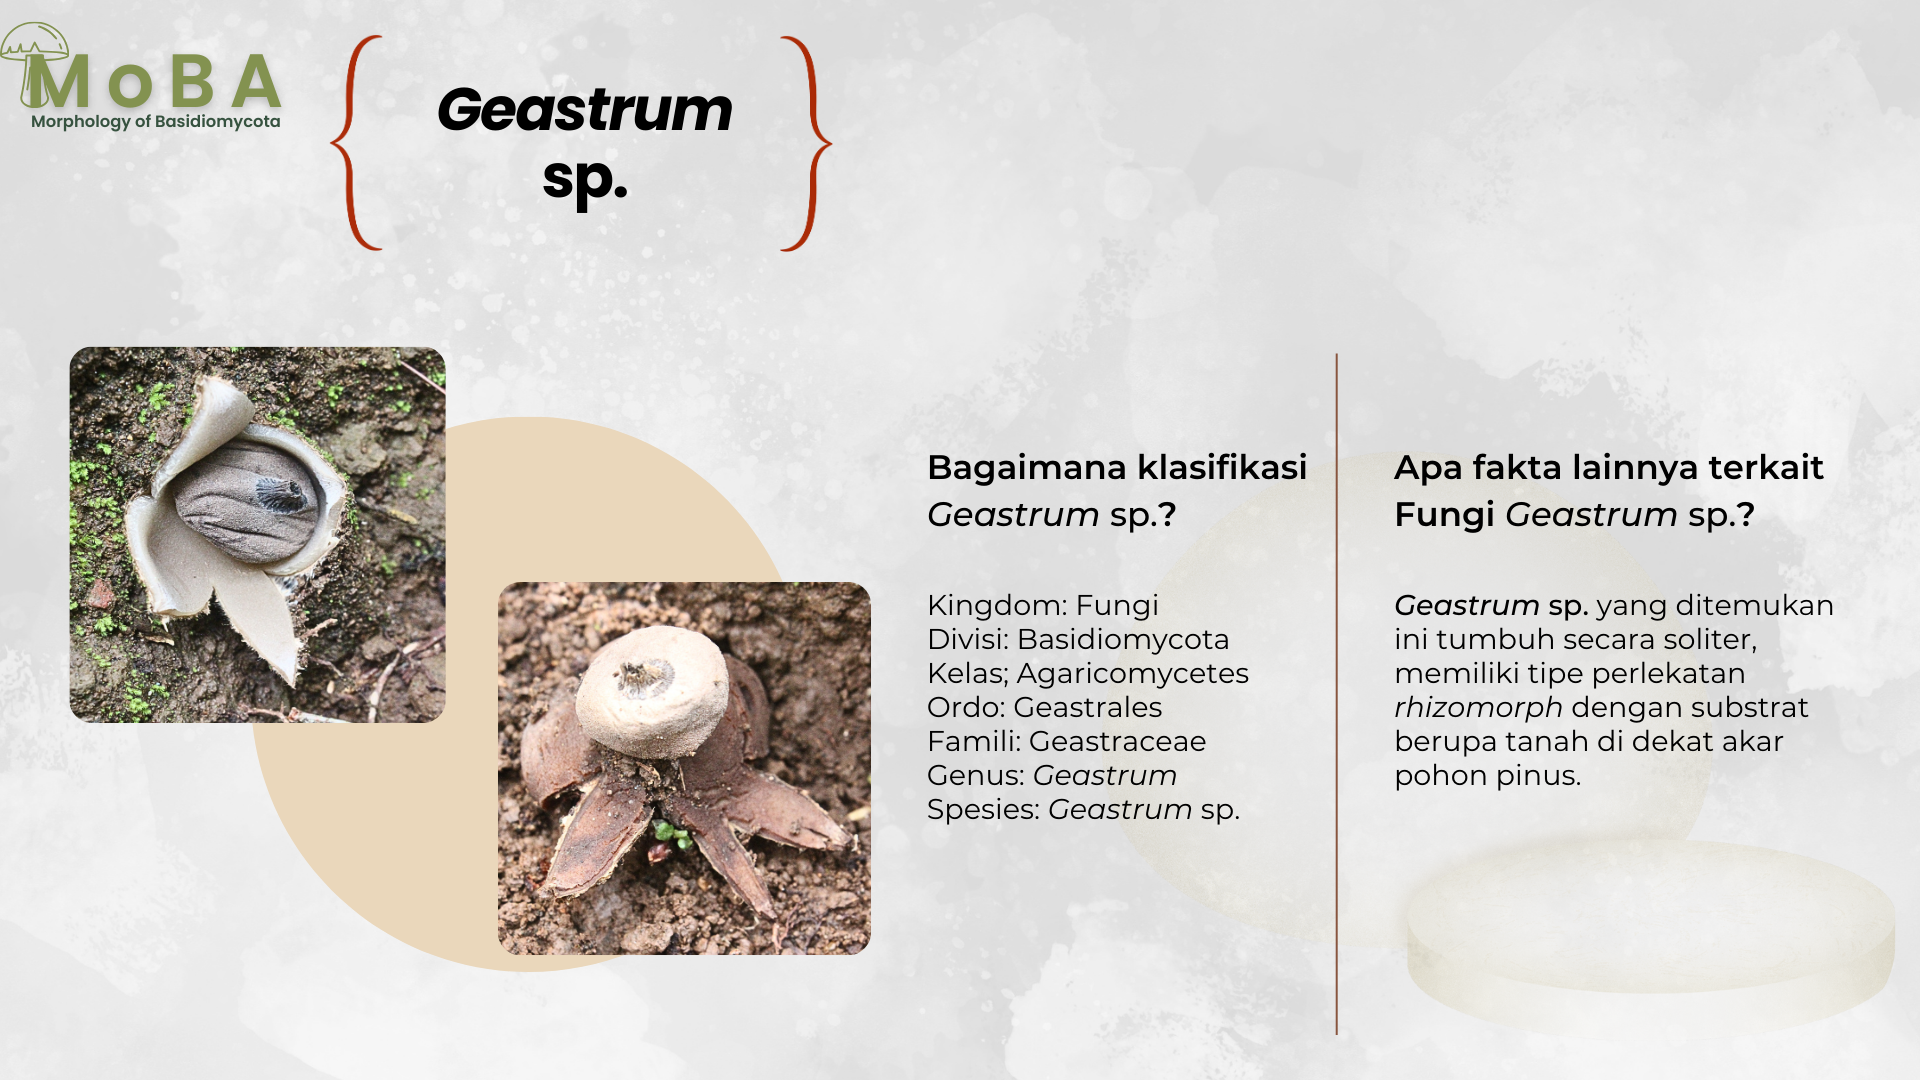 MoBA
Morphology of Basidiomycota
Geastrum
sp.
Bagaimana klasifikasi
Geastrum sp.?
Kingdom: Fungi
Divisi: Basidiomycota
Kelas; Agaricomycetes
Ordo: Geastrales
Famili: Geastraceae
Genus: Geastrum
Spesies: Geastrum sp.
Apa fakta lainnya terkait
Fungi Geastrum sp.?
Geastrum sp. yang ditemukan
ini tumbuh secara soliter,
memiliki tipe perlekatan
rhizomorph dengan substrat
berupa tanah di dekat akar
pohon pinus.